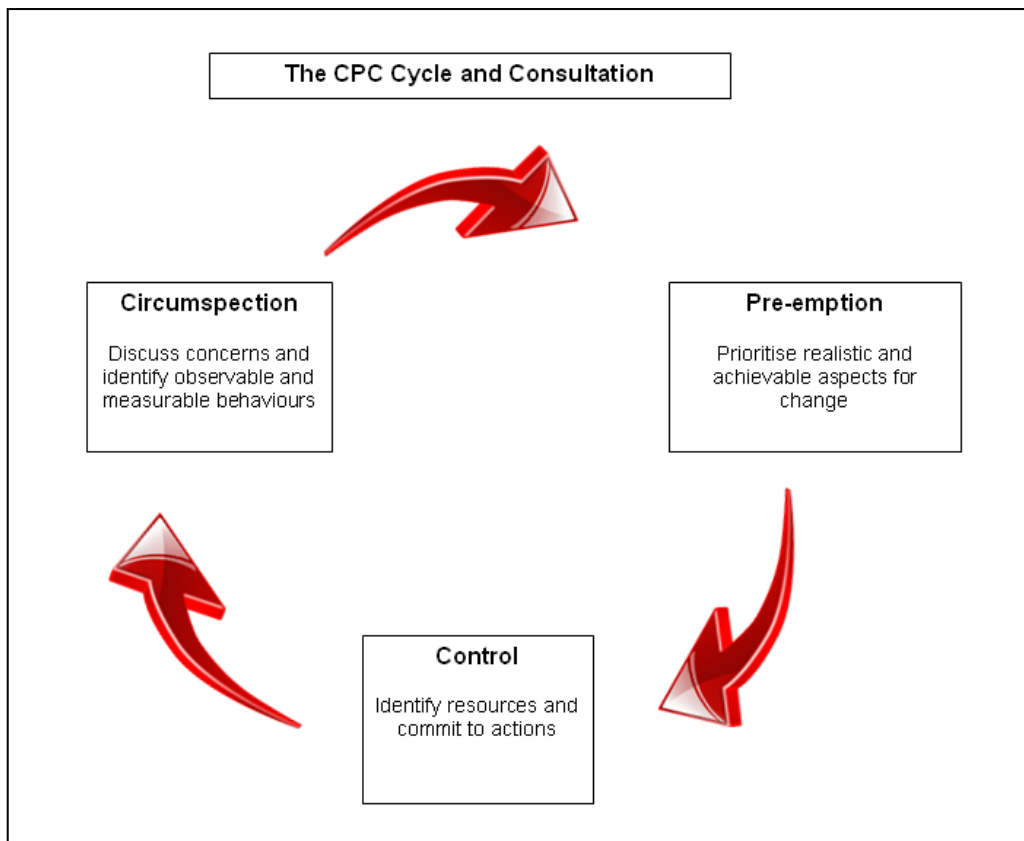 The CPC Cycle and Consultation
Circumspection
Discuss concerns and
identify observable and
measurable behaviours
Pre-emption
Prioritise realistic and
achievable aspects for
change
Control
Identify resources and
commit to actions